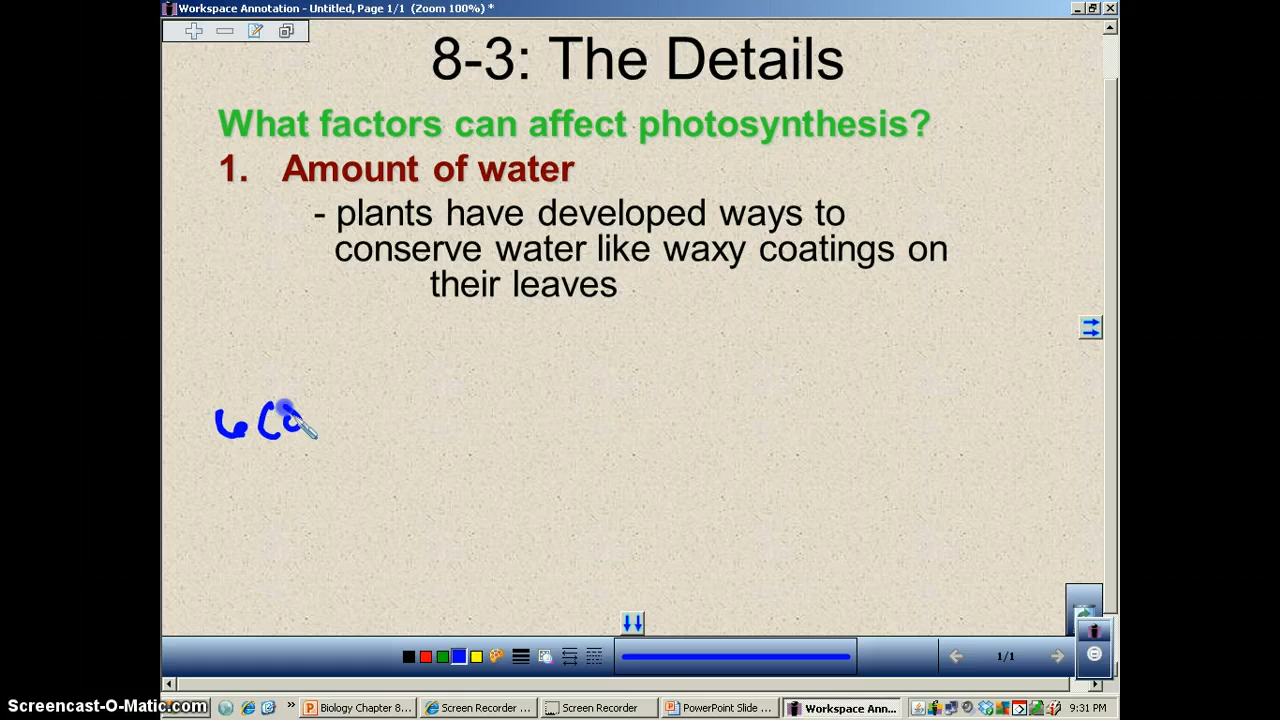 Workspace Annotation - Untitled, Page 1/1 (Zoom 100%) *
8-3: The Details
What factors can affect photosynthesis?
1. Amount of water
- plants have developed ways to
conserve water like waxy coatings on
their leaves
6 CO
1/1
Screencast-O-Matic.com
»
Biology Chapter 8...
Screen Recorder ...
Screen Recorder
PowerPoint Slide ...
Workspace Ann...
9:31 PM